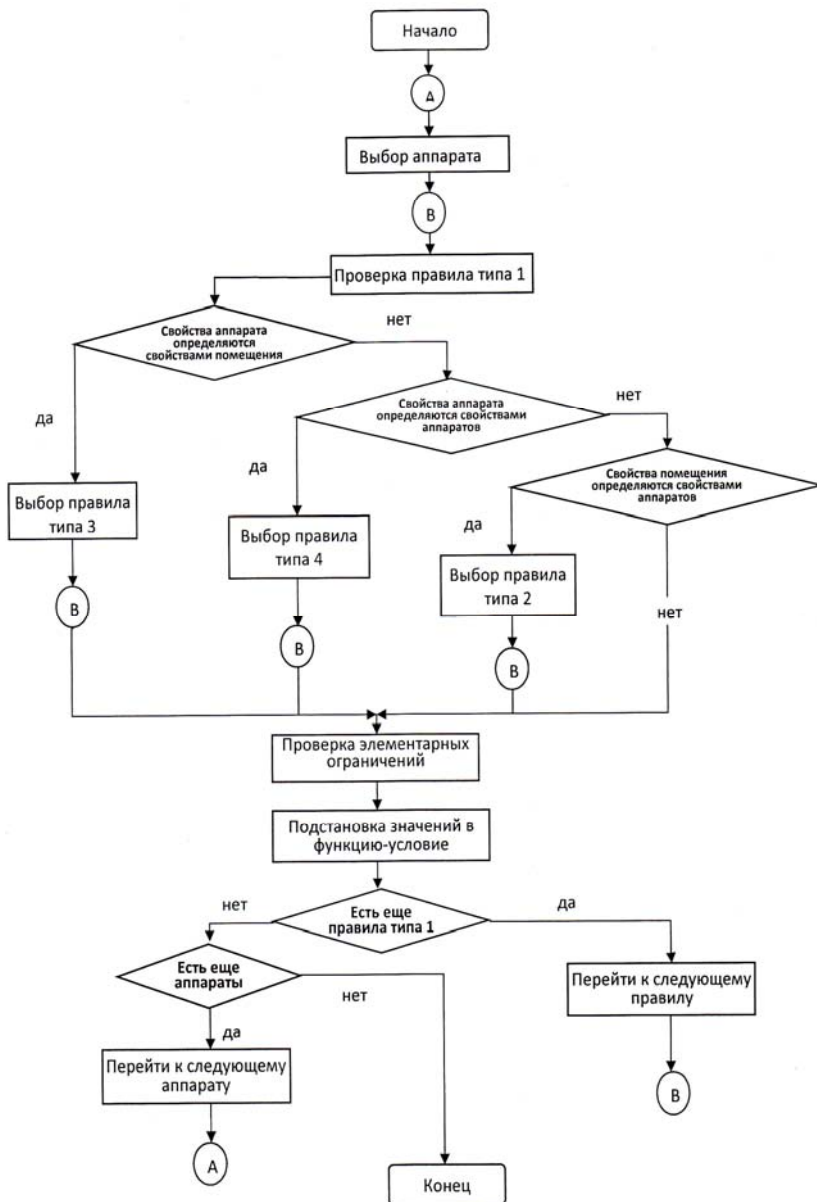 Начало
А
Выбор аппарата
В
Проверка правила типа 1
Свойства аппарата
определяются
свойствами помещения
нет
Свойства аппарата
определяются свойствами
аппаратов
нет
да
Свойства помещения
определяются свойствами
аппаратов
да
да
Выбор правила
типа 3
Выбор правила
типа 4
Выбор правила
типа 2
нет
В
В
В
Проверка элементарных
ограничений
Подстановка значений в
функцию-условие
Есть еще
правила типа 1
нет
да
Есть еще
аппараты
нет
Перейти к следующему
правилу
да
Перейти к следующему
аппарату
В
А
Конец